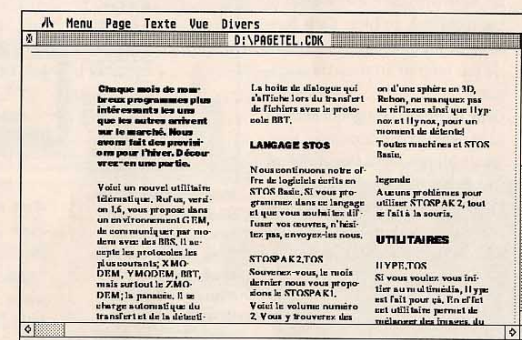 Menu Page Texte Vue Divers
D:\PAGETEL.CDK
Chaque mois de nom-
breux programmes plus
intéressants les uns
que les autres arrivent
sur le marché. Nous
avons fait des provisi-
ons pour l'hiver. Décou
vrez-en une partie.
Voici un nouvel utilitaire
télématique. Rufus, versi-
on 1,6, vous propose dans
un environnement GEM,
de communiquer par mo-
dem avec des BBS. Il ac-
cepte les protocoles les
plus courants; XMO-
DEM, YMODEM, BBT,
mais surtout le ZMO-
DEM; la panacée. Il se
charge automatique du
transfert et de la détecti-
La boite de dialogue qui
s'affiche lors du transfert
de fichiers avec le proto-
cole BBT.
LANGAGE STOS
Nous continuons notre of-
fre de logiciels écrits en
STOS Basic. Si vous pro-
grammez dans ce langage
et que vous souhaitez dif-
fuser vos œuvres, n'hési-
tez pas, envoyez-les nous.
STOSPAK2.TOS
Souvenez-vous, le mois
dernier nous vous propo-
sions le STOSPAK1.
Voici le volume numéro
2. Vous y trouverez des
on d'une sphère en 3D,
Rebon, ne manquez pas
de réflexes ainsi que Hyp-
noz et Hynox, pour un
moment de détente!
Toutes machines et STOS
Basic.
legende
Aucuns problèmes pour
utiliser STOSPAK 2, tout
se fait à la souris.
UTILITAIRES
HYPE.TOS
Si vous voulez vous ini-
tier au multimédia, Hype
est fait pour çà. En effet
cet utilitaire permet de
mélanger des images, du